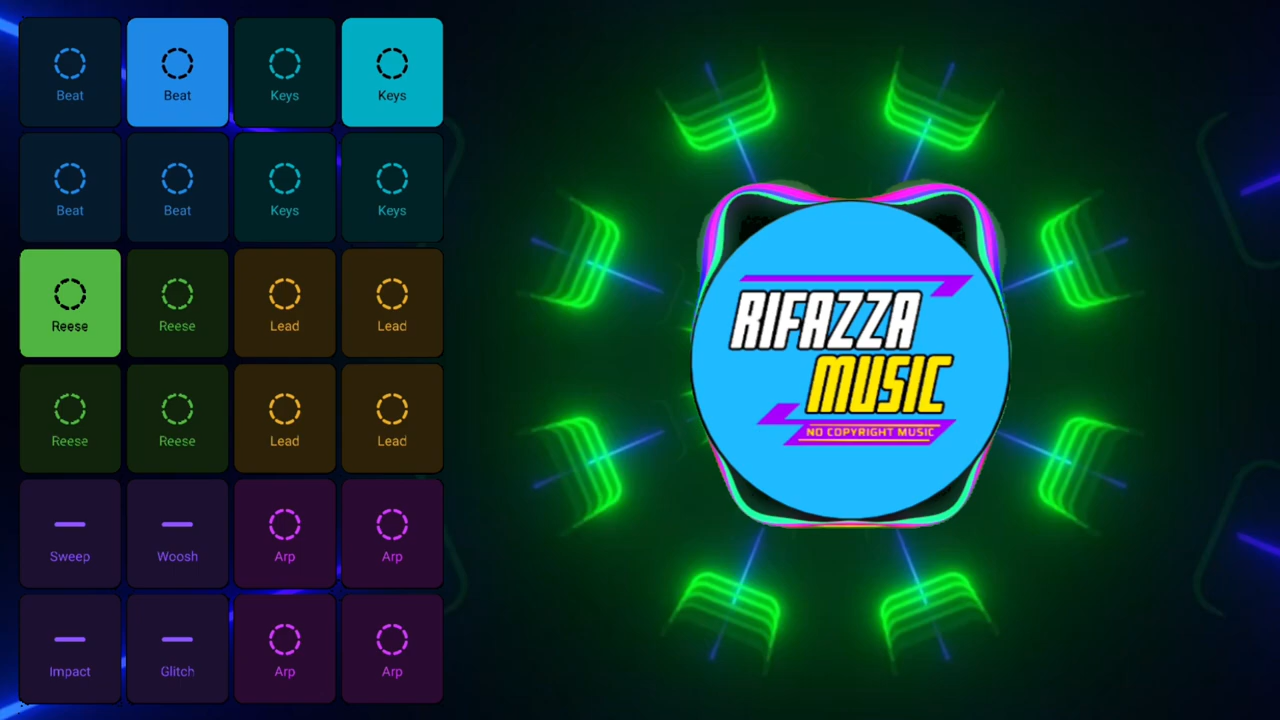 Beat
Beat
Keys
Keys
Beat
Beat
Keys
Keys
Reese
Reese
Lead
Lead
Reese
Reese
Lead
Lead
Sweep
Woosh
Arp
Arp
Impact
Glitch
Arp
Arp
RIFAZZA
MUSIC
NO COPYRIGHT MUSIC